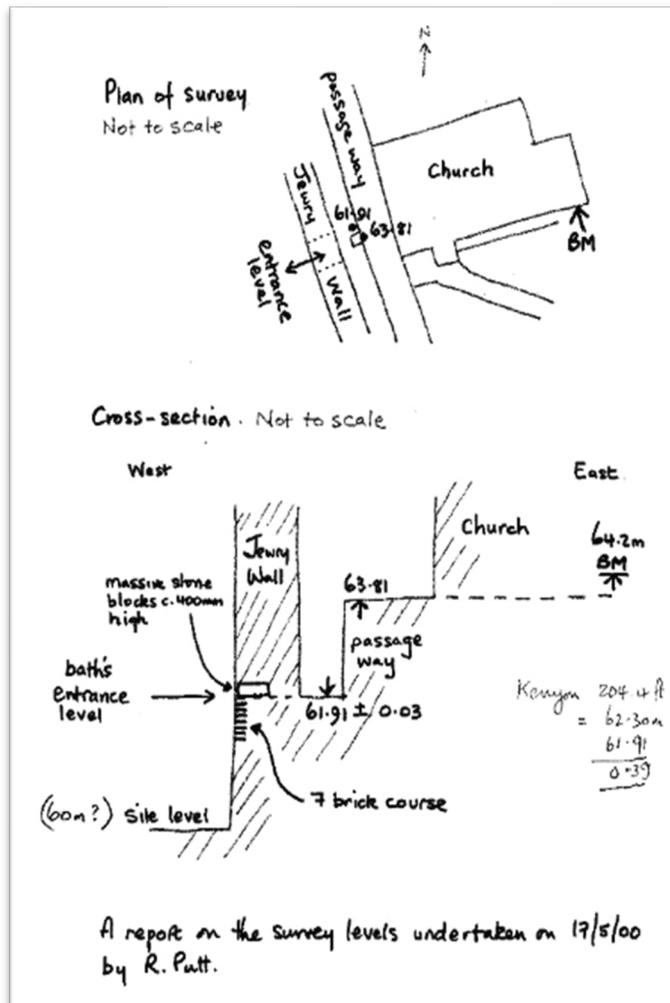 N
Plan of survey
Not to scale
passage way
Church
Jewry
Wall
61.91
63.81
entrance
level
BM
Cross-section. Not to scale
West
East
Jewry
Wall
Church
64.2m
BM
massive stone
blocks c.400mm
high
63.81
passage
way
bath's
entrance
level
61.91 ± 0.03
Kenyon 204.4 ft
= 62.30m
61.91
0.39
7 brick course
(60m?) site level
A report on the survey levels undertaken on 17/5/00
by R. Putt.